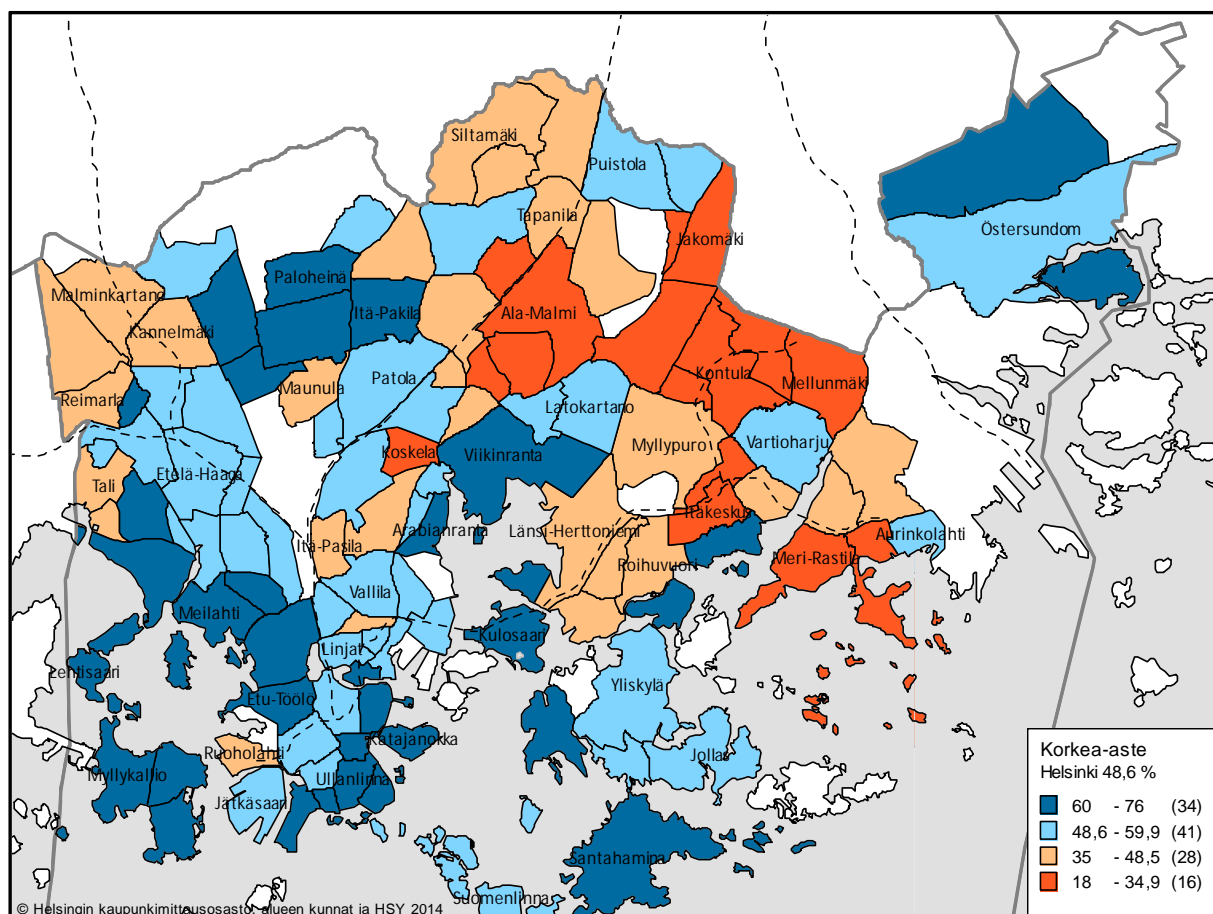 Siltamäki
Puistola
Tapanila
Jakomäki
Östersundom
Paloheinä
Malminkartano
Itä-Pakila
Ala-Malmi
Kannelmäki
Kontula
Maunula
Patola
Mellunmäki
Reimarla
Latokartano
Vartioharju
Koskela
Viikinranta
Myllypuro
Etelä-Haaga
Tali
Itäkeskus
Arabianranta
Länsi-Herttoniemi
Aurinkolahti
Itä-Pasila
Roihuvuori
Meri-Rastila
Vallila
Meilahti
Kulosaari
Linjat
Lehtisaari
Yliskylä
Etu-Töölö
Katajanokka
Ruoholahti
Jollas
Myllykallio
Ullanlinna
Jätkäsaari
Korkea-aste
Helsinki 48,6 %
60 - 76 (34)
48,6 - 59,9 (41)
35 - 48,5 (28)
18 - 34,9 (16)
Santahamina
Suomenlinna
© Helsingin kaupunkimittausosasto, alueen kunnat ja HSY 2014